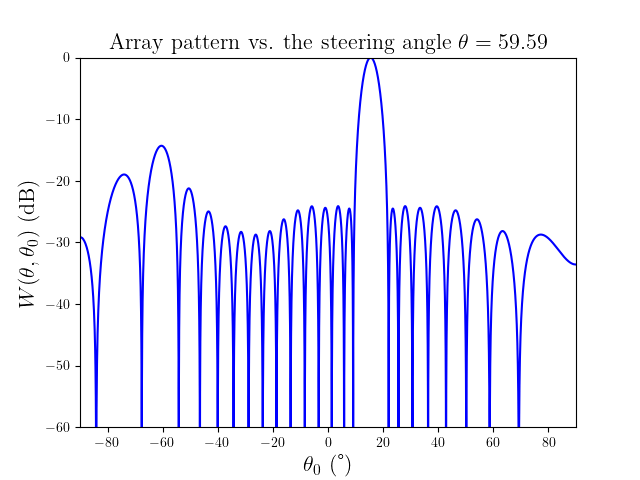 Array pattern vs. the steering angle θ = 59.59
W(θ, θ₀) (dB)
0
−10
−20
−30
−40
−50
−60
−80 −60 −40 −20 0 20 40 60 80
θ₀ (°)